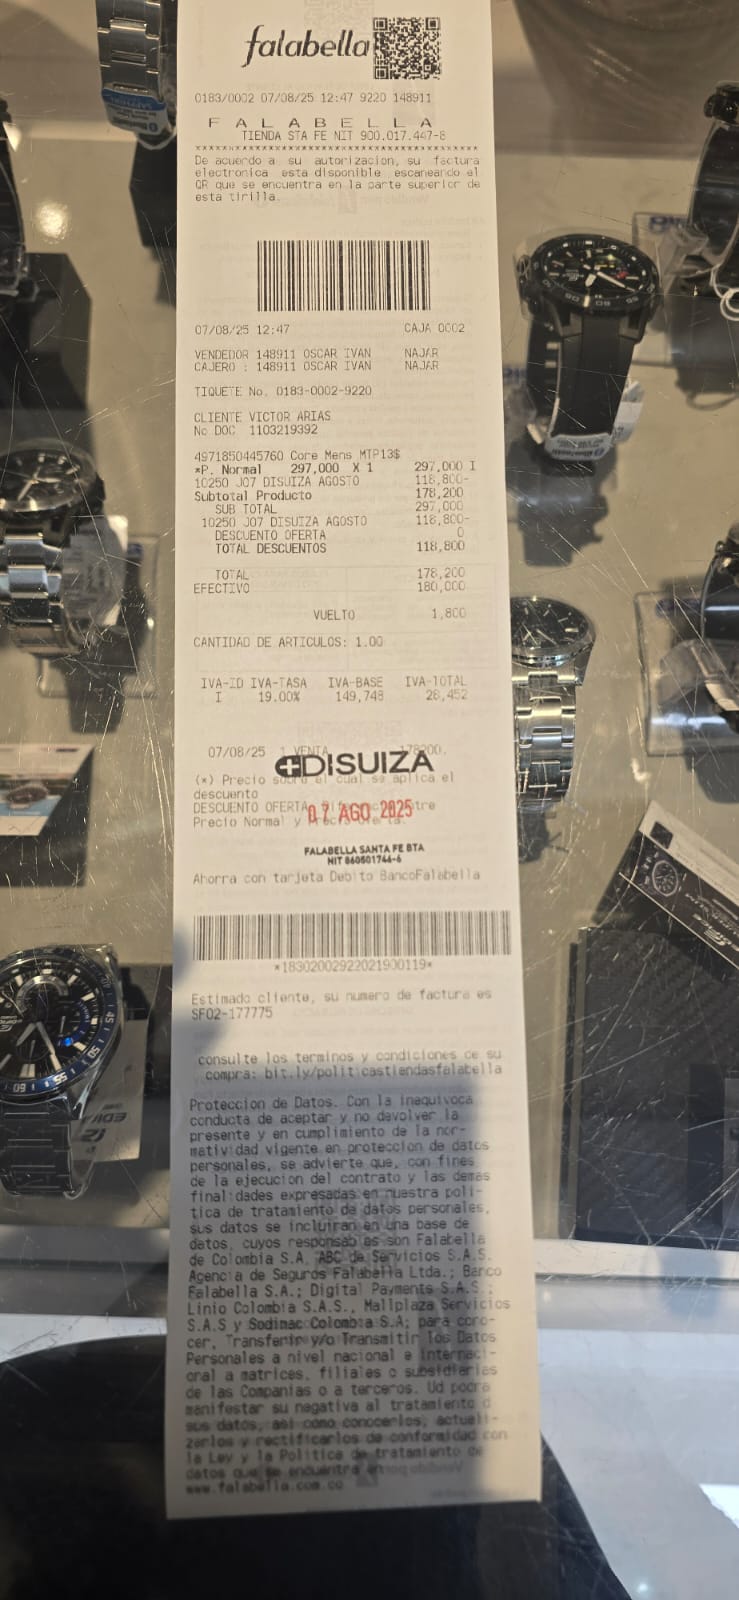 falabella
0183/0002 07/08/25 12:47 9220 148911
F A L A B E L L A
TIENDA STA FE NIT 900.017.447-8
De acuerdo a su autorizacion, su factura
electronica esta disponible escaneando el
QR que se encuentra en la parte superior de
esta tirilla.
07/08/25 12:47 CAJA 0002
VENDEDOR 148911 OSCAR IVAN NAJAR
CAJERO : 148911 OSCAR IVAN NAJAR
TIQUETE No. 0183-0002-9220
CLIENTE VICTOR ARIAS
No DOC 1103219392
4971850445760 Core Mens MTP13$
*P. Normal 297,000 X 1 297,000 I
10250 J07 DISUIZA AGOSTO 118,800-
Subtotal Producto 178,200
SUB TOTAL 297,000
10250 J07 DISUIZA AGOSTO 118,800-
DESCUENTO OFERTA 0
TOTAL DESCUENTOS 118,800
TOTAL 178,200
EFECTIVO 180,000
VUELTO 1,800
CANTIDAD DE ARTICULOS: 1.00
IVA-ID IVA-TASA IVA-BASE IVA-TOTAL
I 19.00% 149,748 28,452
07/08/25 1 VENTA 178200.
DISUIZA
(*) Precio sobre el cual se aplica el
descuento
DESCUENTO OFERTA
07 AGO 2025
Precio Normal y
FALABELLA SANTA FE BTA
NIT 860501744-6
Ahorra con tarjeta Debito BancoFalabella
*18302002922021900119*
Estimado cliente, su numero de factura es
SF02-177775
consulte los terminos y condiciones de su
compra: bit.ly/politicastiendasfalabella
Proteccion de Datos. Con la inequivoca
conducta de aceptar y no devolver la
presente y en cumplimiento de la nor-
matividad vigente en proteccion de datos
personales, se advierte que, con fines
de la ejecucion del contrato y las demas
finalidades expresadas en nuestra poli-
tica de tratamiento de datos personales,
sus datos se incluiran en una base de
datos, cuyos responsables son Falabella
de Colombia S.A. ABC de Servicios S.A.S.
Agencia de Seguros Falabella Ltda.; Banco
Falabella S.A.; Digital Payments S.A.S.;
Linio Colombia S.A.S., Mallplaza Servicios
S.A.S y Sodimac Colombia S.A; para cono-
cer, Transferir y/o Transmitir los Datos
Personales a nivel nacional e internaci-
onal a matrices, filiales o subsidiarias
de las Companias o a terceros. Ud podra
manifestar su negativa al tratamiento d
sus datos, asi como conocerlos, actuali-
zarlos y rectificarlos de conformidad con
la Ley y la Politica de tratamiento de
datos que se encuentra en
www.falabella.com.co